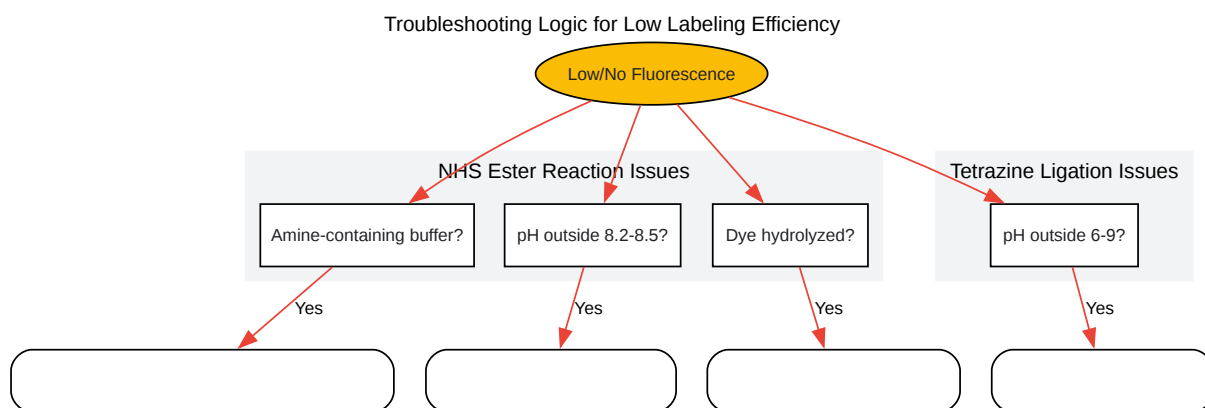 Troubleshooting Logic for Low Labeling Efficiency
Low/No Fluorescence
NHS Ester Reaction Issues
Tetrazine Ligation Issues
Amine-containing buffer?
pH outside 8.2-8.5?
Dye hydrolyzed?
pH outside 6-9?
Yes
Yes
Yes
Yes